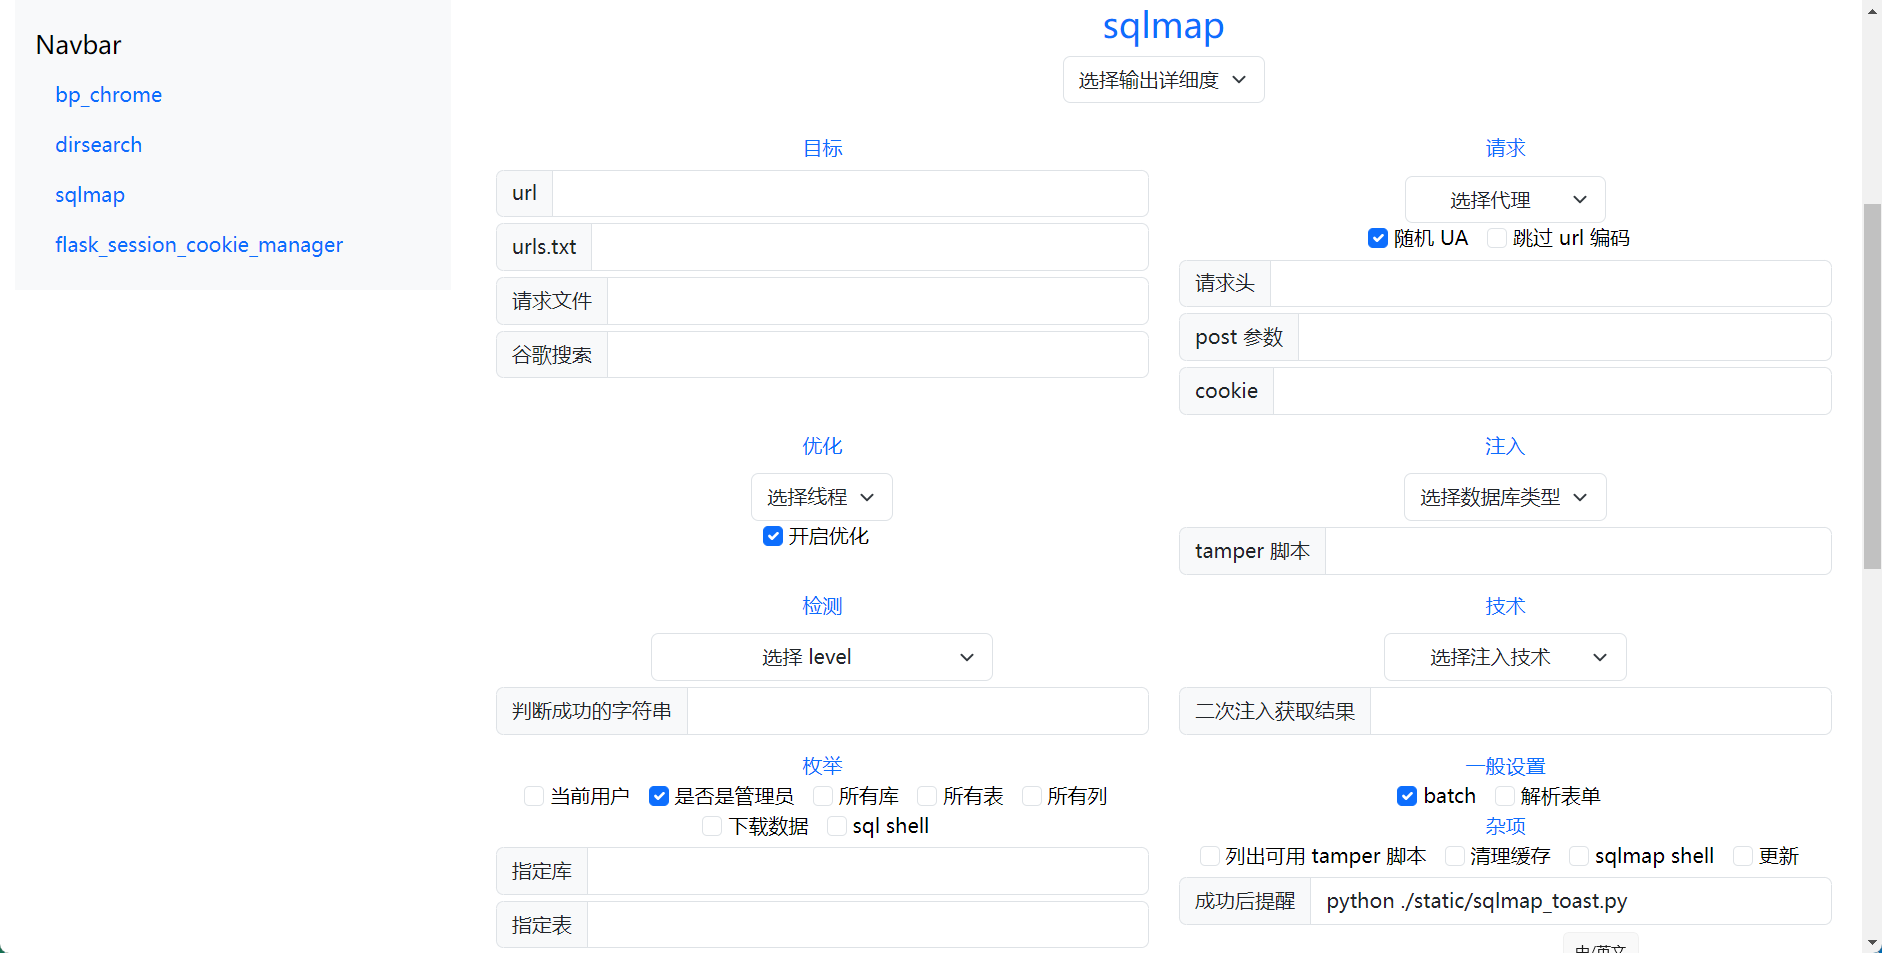 Navbar
bp_chrome
dirsearch
sqlmap
flask_session_cookie_manager
sqlmap
选择输出详细度
目标
url
urls.txt
请求文件
谷歌搜索
请求
选择代理
随机 UA 跳过 url 编码
请求头
post 参数
cookie
优化
选择线程
开启优化
注入
选择数据库类型
tamper 脚本
检测
选择 level
判断成功的字符串
技术
选择注入技术
二次注入获取结果
枚举
当前用户 是否是管理员 所有库 所有表 所有列
下载数据 sql shell
指定库
指定表
一般设置
batch 解析表单
杂项
列出可用 tamper 脚本 清理缓存 sqlmap shell 更新
成功后提醒 python ./static/sqlmap_toast.py
中/英文